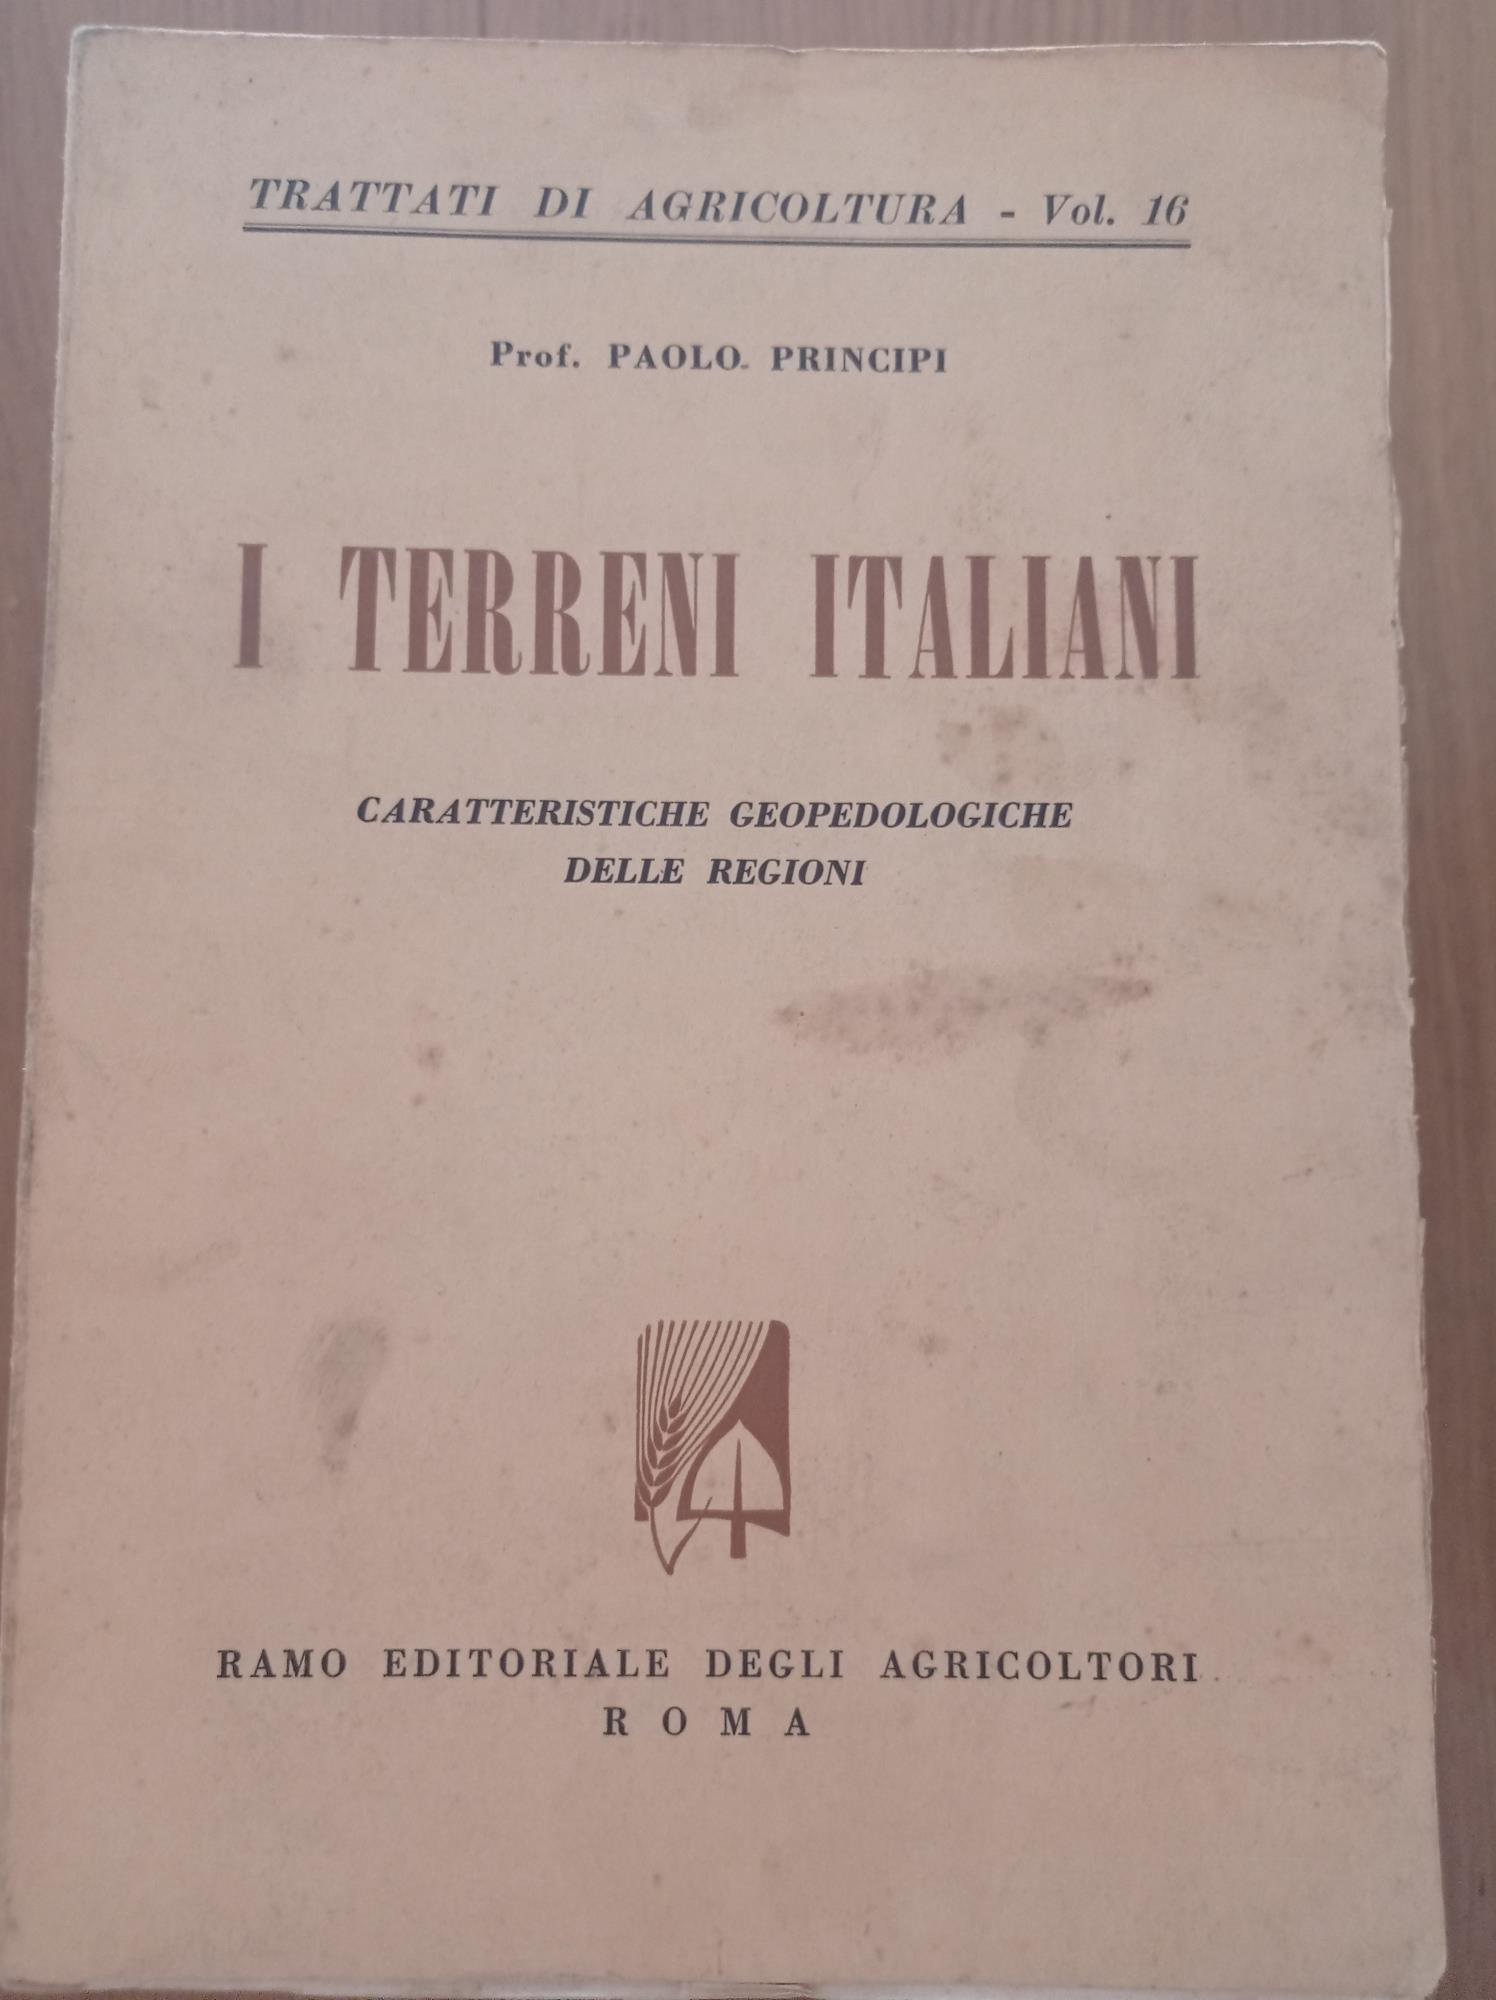 TRATTATI DI AGRICOLTURA - Vol. 16
Prof. PAOLO PRINCIPI
I TERRENI ITALIANI
CARATTERISTICHE GEOPEDOLOGICHE
DELLE REGIONI
RAMO EDITORIALE DEGLI AGRICOLTORI
ROMA